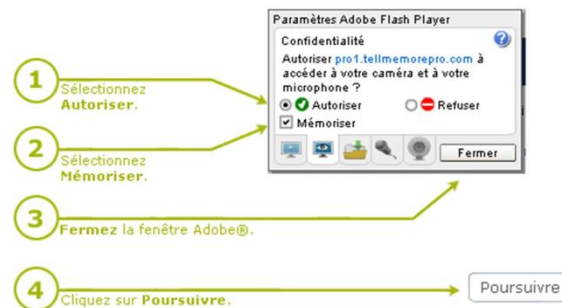 Paramètres Adobe Flash Player
Confidentialité
Autoriser pro1.tellmemorepro.com à
accéder à votre caméra et à votre
microphone ?
Autoriser
Refuser
Mémoriser
Fermer
1
Sélectionnez
Autoriser.
2
Sélectionnez
Mémoriser.
3
Fermez la fenêtre Adobe®.
4
Cliquez sur Poursuivre.
Poursuivre